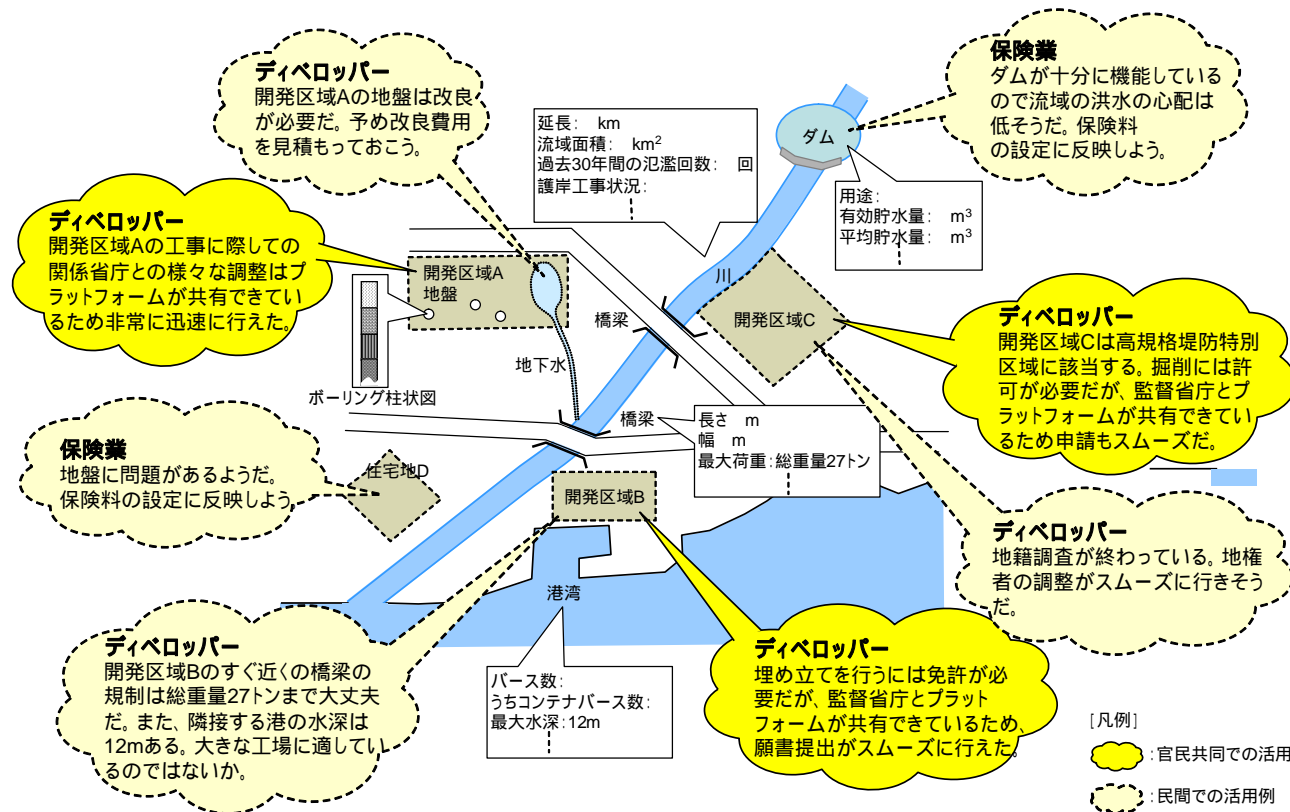 ディベロッパー
開発区域Aの地盤は改良
が必要だ。予め改良費用
を見積もっておこう。
保険業
ダムが十分に機能している
ので流域の洪水の心配は
低そうだ。保険料
の設定に反映しよう。
延長: km
流域面積: km²
過去30年間の氾濫回数: 回
護岸工事状況:
ダム
用途:
有効貯水量: m³
平均貯水量: m³
ディベロッパー
開発区域Aの工事に際しての
関係省庁との様々な調整はプ
ラットフォームが共有できてい
るため非常に迅速に行えた。
開発区域A
地盤
川
橋梁
開発区域C
地下水
ボーリング柱状図
ディベロッパー
開発区域Cは高規格堤防特別
区域に該当する。掘削には許
可が必要だが、監督省庁とプ
ラットフォームが共有できてい
るため申請もスムーズだ。
橋梁
長さ m
幅 m
最大荷重:総重量27トン
保険業
地盤に問題があるようだ。
保険料の設定に反映しよう
住宅地D
開発区域B
ディベロッパー
地籍調査が終わっている。地権
者の調整がスムーズに行きそう
だ。
港湾
ディベロッパー
開発区域Bのすぐ近くの橋梁の
規制は総重量27トンまで大丈夫
だ。また、隣接する港の水深は
12mある。大きな工場に適してい
るのではないか。
バース数:
うちコンテナバース数:
最大水深:12m
ディベロッパー
埋め立てを行うには免許が必
要だが、監督省庁とプラット
フォームが共有できているため、
願書提出がスムーズに行えた。
[凡例]
:官民共同での活用
:民間での活用例